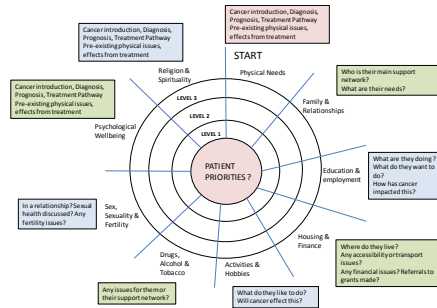 Cancer introduction, Diagnosis,
Prognosis, Treatment Pathway
Pre-existing physical issues,
effects from treatment
Cancer introduction, Diagnosis,
Prognosis, Treatment Pathway
Pre-existing physical issues,
effects from treatment
START
Religion &
Spirituality
Physical Needs
Cancer introduction, Diagnosis,
Prognosis, Treatment Pathway
Pre-existing physical issues,
effects from treatment
Who is their main support
network?
What are their needs?
LEVEL 3
LEVEL 2
LEVEL 1
Family &
Relationships
Psychological
Wellbeing
PATIENT
PRIORITIES?
Education &
employment
What are they doing ?
What do they want to
do?
How has cancer
impacted this?
In a relationship? Sexual
health discussed? Any
fertility issues?
Sex,
Sexuality &
Fertility
Housing &
Finance
Where do they live?
Any accessibility or transport
issues?
Any financial issues? Referrals to
grants made?
Drugs,
Alcohol &
Tobacco
Activities &
Hobbies
Any issues for them or
their support network?
What do they like to do?
Will cancer effect this?